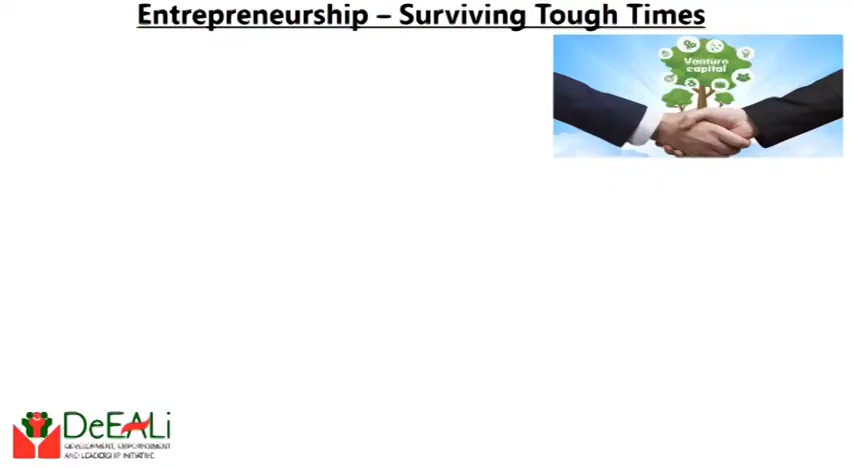 Entrepreneurship – Surviving Tough Times
Venture
capital
DeEALi
DEVELOPMENT, EMPOWERMENT
AND LEADERSHIP INITIATIVE